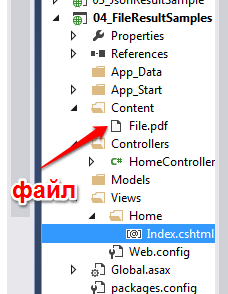 05_JsonResultSample
04_FileResultSamples
Properties
References
App_Data
App_Start
Content
File.pdf
Controllers
файл
C# HomeController
Models
Views
Home
Index.cshtml
Web.config
Global.asax
packages.config